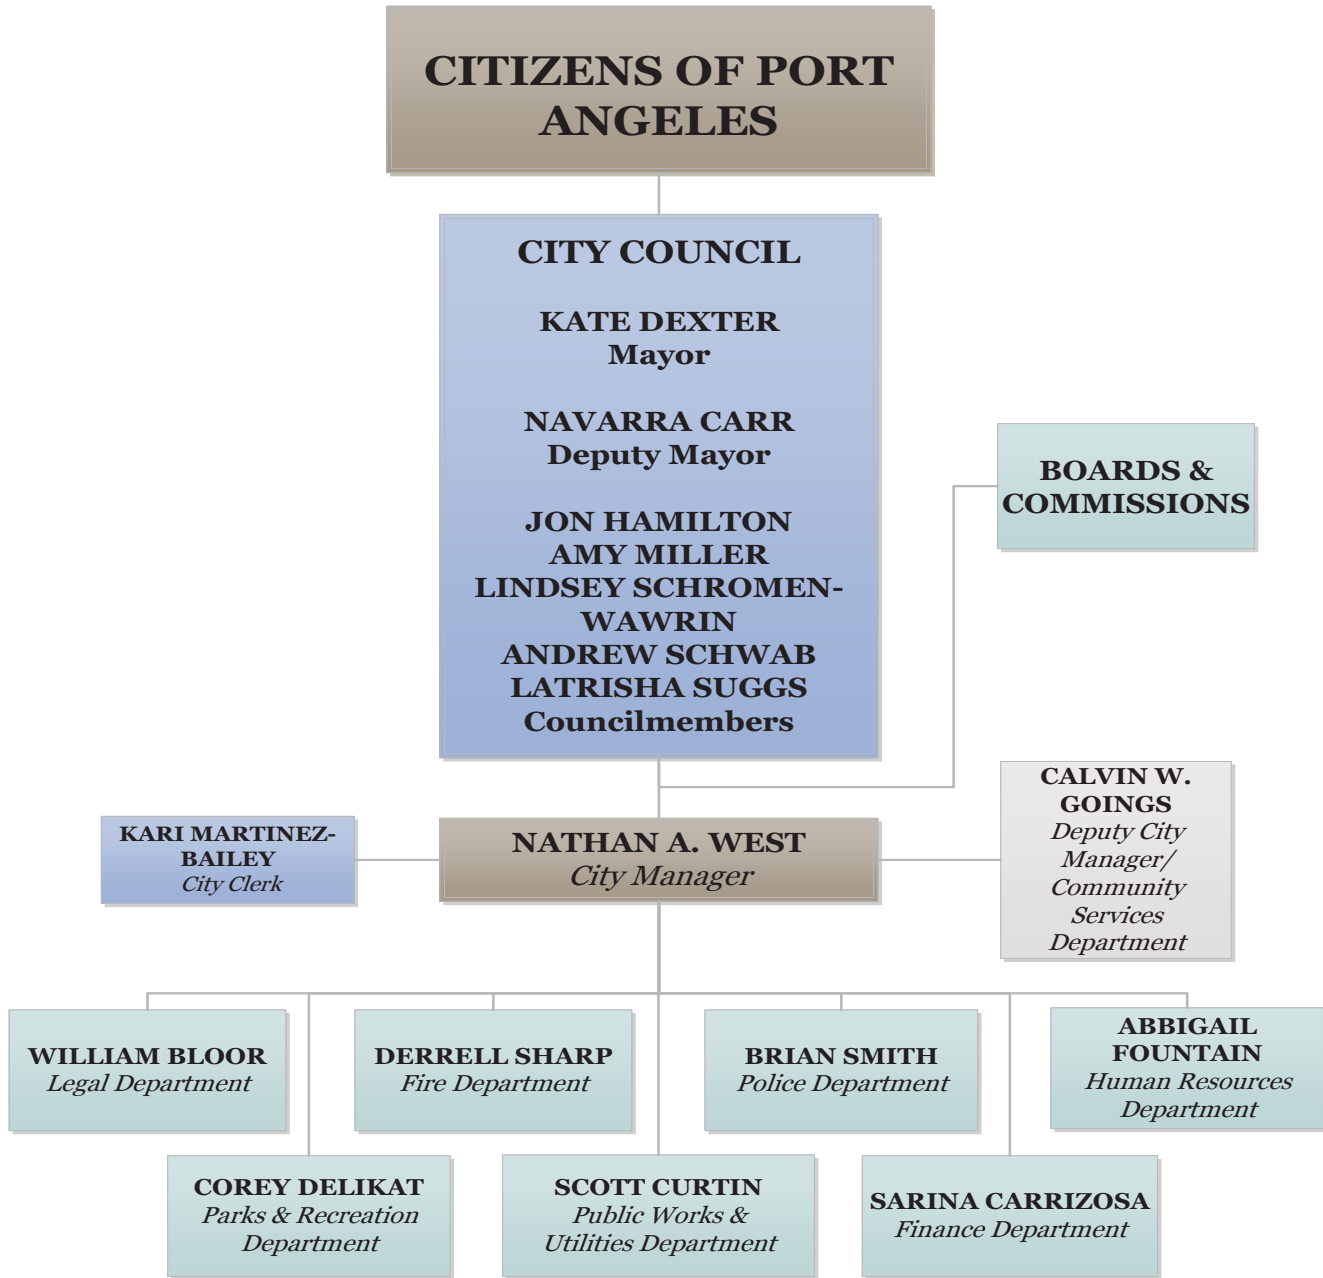 CITIZENS OF PORT
ANGELES
CITY COUNCIL
KATE DEXTER
Mayor
NAVARRA CARR
Deputy Mayor
JON HAMILTON
AMY MILLER
LINDSEY SCHROMEN-
WAWRIN
ANDREW SCHWAB
LATRISHA SUGGS
Councilmembers
BOARDS &
COMMISSIONS
KARI MARTINEZ-
BAILEY
City Clerk
NATHAN A. WEST
City Manager
CALVIN W.
GOINGS
Deputy City
Manager/
Community
Services
Department
WILLIAM BLOOR
Legal Department
DERRELL SHARP
Fire Department
BRIAN SMITH
Police Department
ABBIGAIL
FOUNTAIN
Human Resources
Department
COREY DELIKAT
Parks & Recreation
Department
SCOTT CURTIN
Public Works &
Utilities Department
SARINA CARRIZOSA
Finance Department